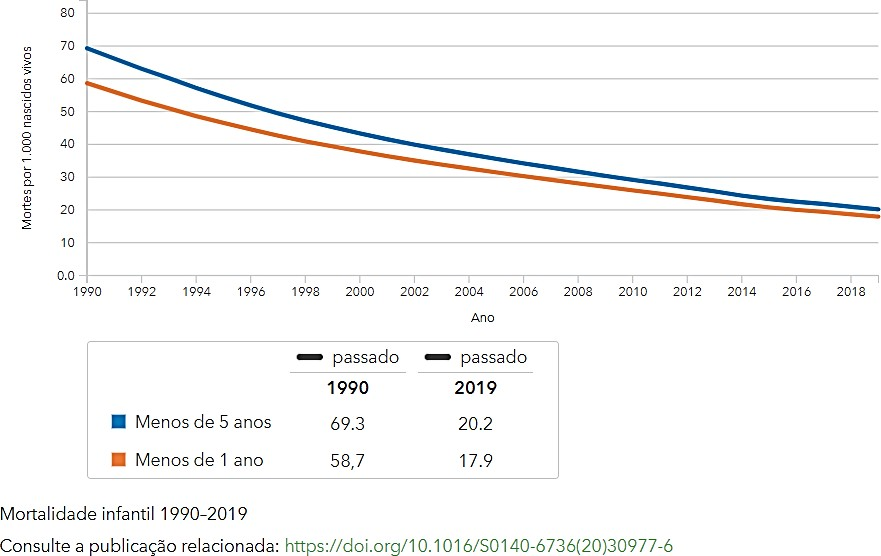 80
70
60
50
40
30
20
10
0.0
Mortes por 1.000 nascidos vivos
1990 1992 1994 1996 1998 2000 2002 2004 2006 2008 2010 2012 2014 2016 2018
Ano
passado passado
1990 2019
Menos de 5 anos 69.3 20.2
Menos de 1 ano 58,7 17.9
Mortalidade infantil 1990–2019
Consulte a publicação relacionada: https://doi.org/10.1016/S0140-6736(20)30977-6